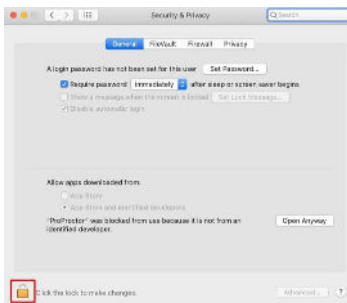 Security & Privacy
Search
General FileVault Firewall Privacy
A login password has not been set for this user Set Password...
Require password immediately after sleep or screen saver begins
Show a message when the screen is locked Set Lock Message...
Disable automatic login
Allow apps downloaded from:
App Store
App Store and identified developers
"ProProctor" was blocked from use because it is not from an
identified developer.
Open Anyway
Click the lock to make changes.
Advanced...
?